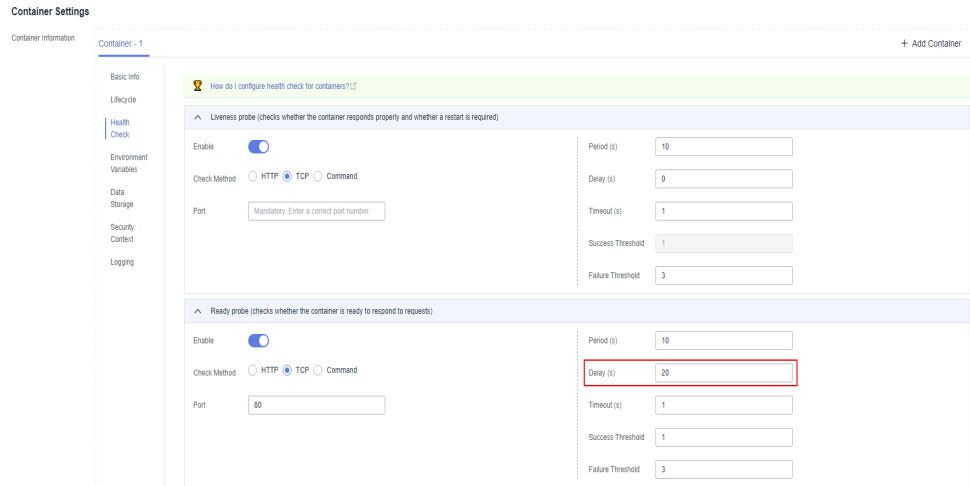 Container Settings
Container Information
Container - 1
+ Add Container
Basic Info
Lifecycle
Health
Check
Environment
Variables
Data
Storage
Security
Context
Logging
How do I configure health check for containers?
Liveness probe (checks whether the container responds properly and whether a restart is required)
Enable
Period (s) 10
Check Method HTTP TCP Command
Delay (s) 0
Port Mandatory. Enter a correct port number.
Timeout (s) 1
Success Threshold 1
Failure Threshold 3
Ready probe (checks whether the container is ready to respond to requests)
Enable
Period (s) 10
Check Method HTTP TCP Command
Delay (s) 20
Port 80
Timeout (s) 1
Success Threshold 1
Failure Threshold 3